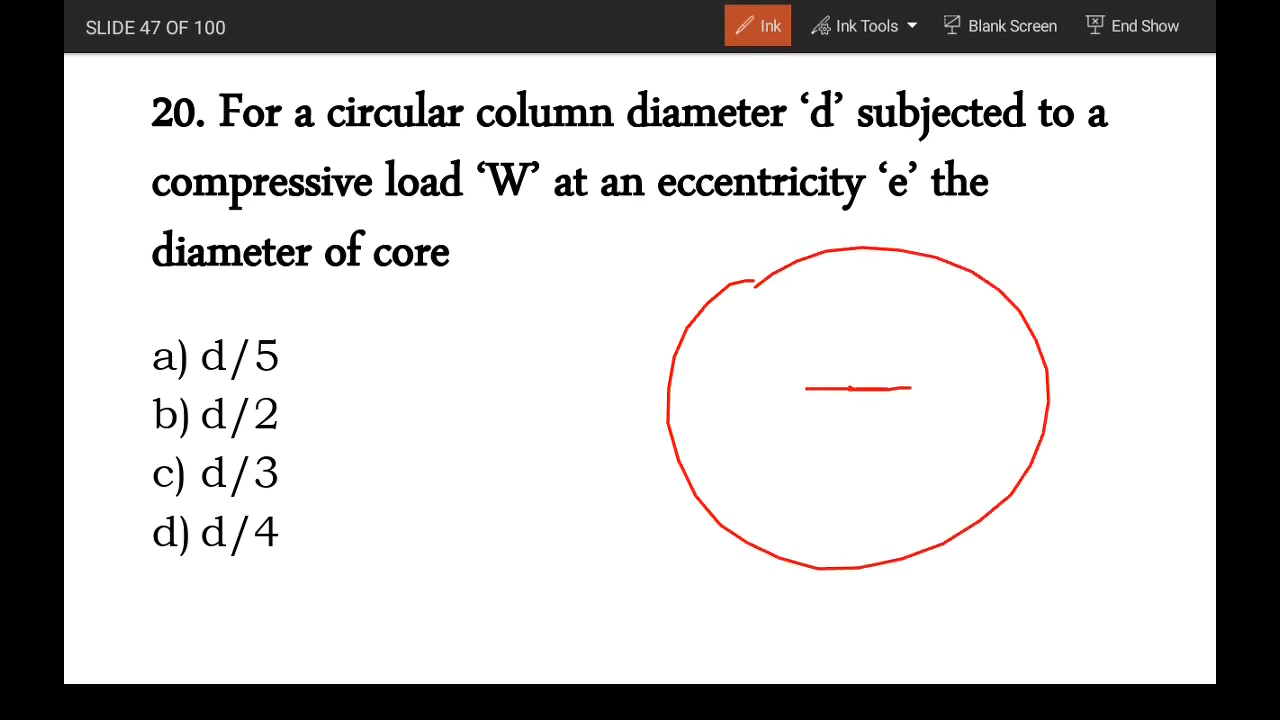 SLIDE 47 OF 100
Ink
Ink Tools
Blank Screen
End Show
20. For a circular column diameter ‘d’ subjected to a
compressive load ‘W’ at an eccentricity ‘e’ the
diameter of core
a) d/5
b) d/2
c) d/3
d) d/4